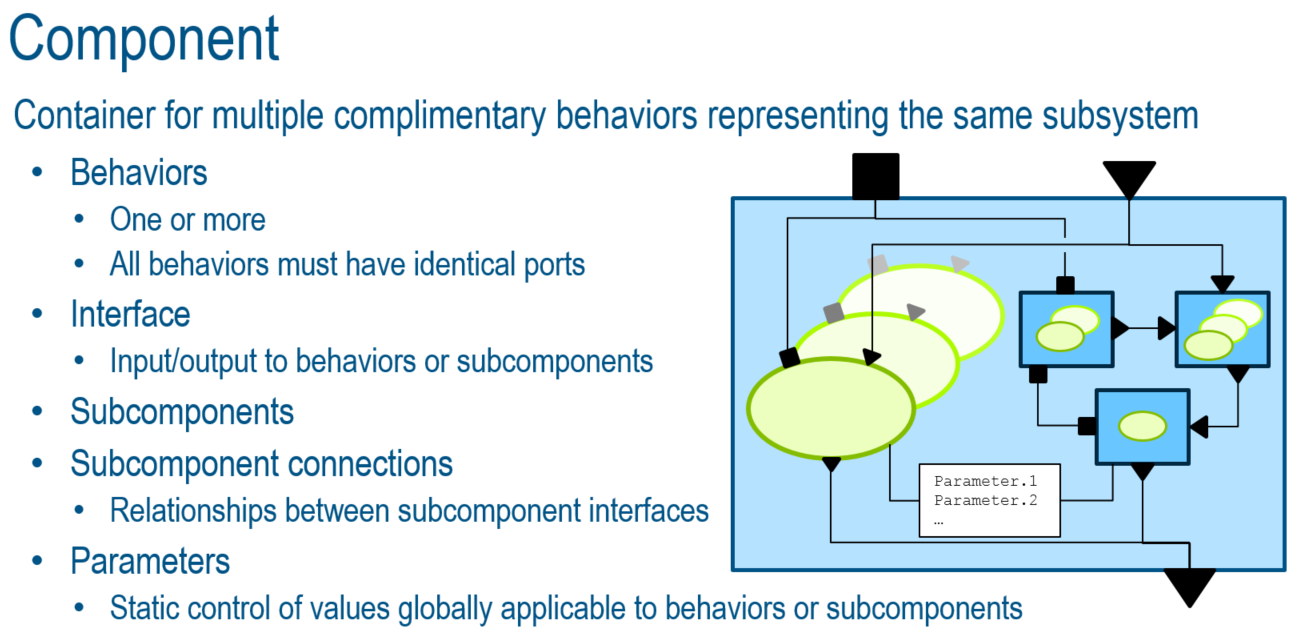 Component
Container for multiple complimentary behaviors representing the same subsystem
• Behaviors
• One or more
• All behaviors must have identical ports
• Interface
• Input/output to behaviors or subcomponents
• Subcomponents
• Subcomponent connections
• Relationships between subcomponent interfaces
• Parameters
• Static control of values globally applicable to behaviors or subcomponents
Parameter.1
Parameter.2
…